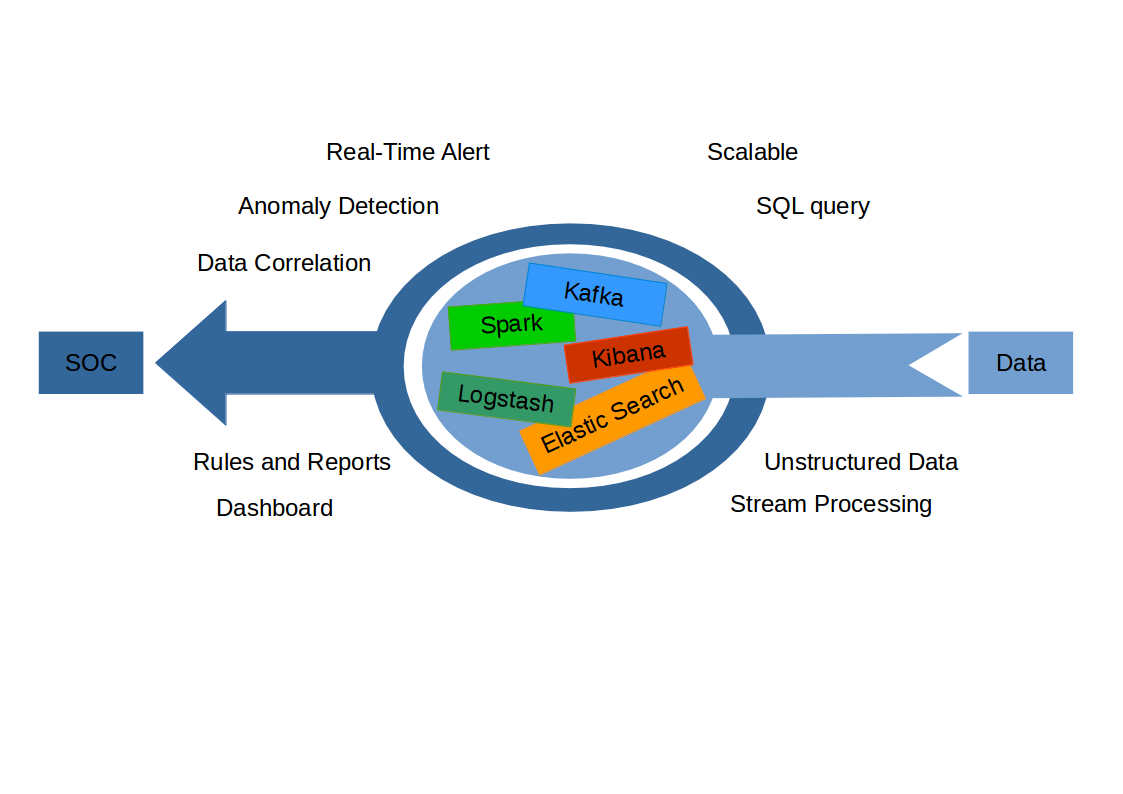 Real-Time Alert
Scalable
Anomaly Detection
SQL query
Data Correlation
Kafka
Spark
Kibana
SOC
Data
Logstash
Elastic Search
Rules and Reports
Unstructured Data
Dashboard
Stream Processing